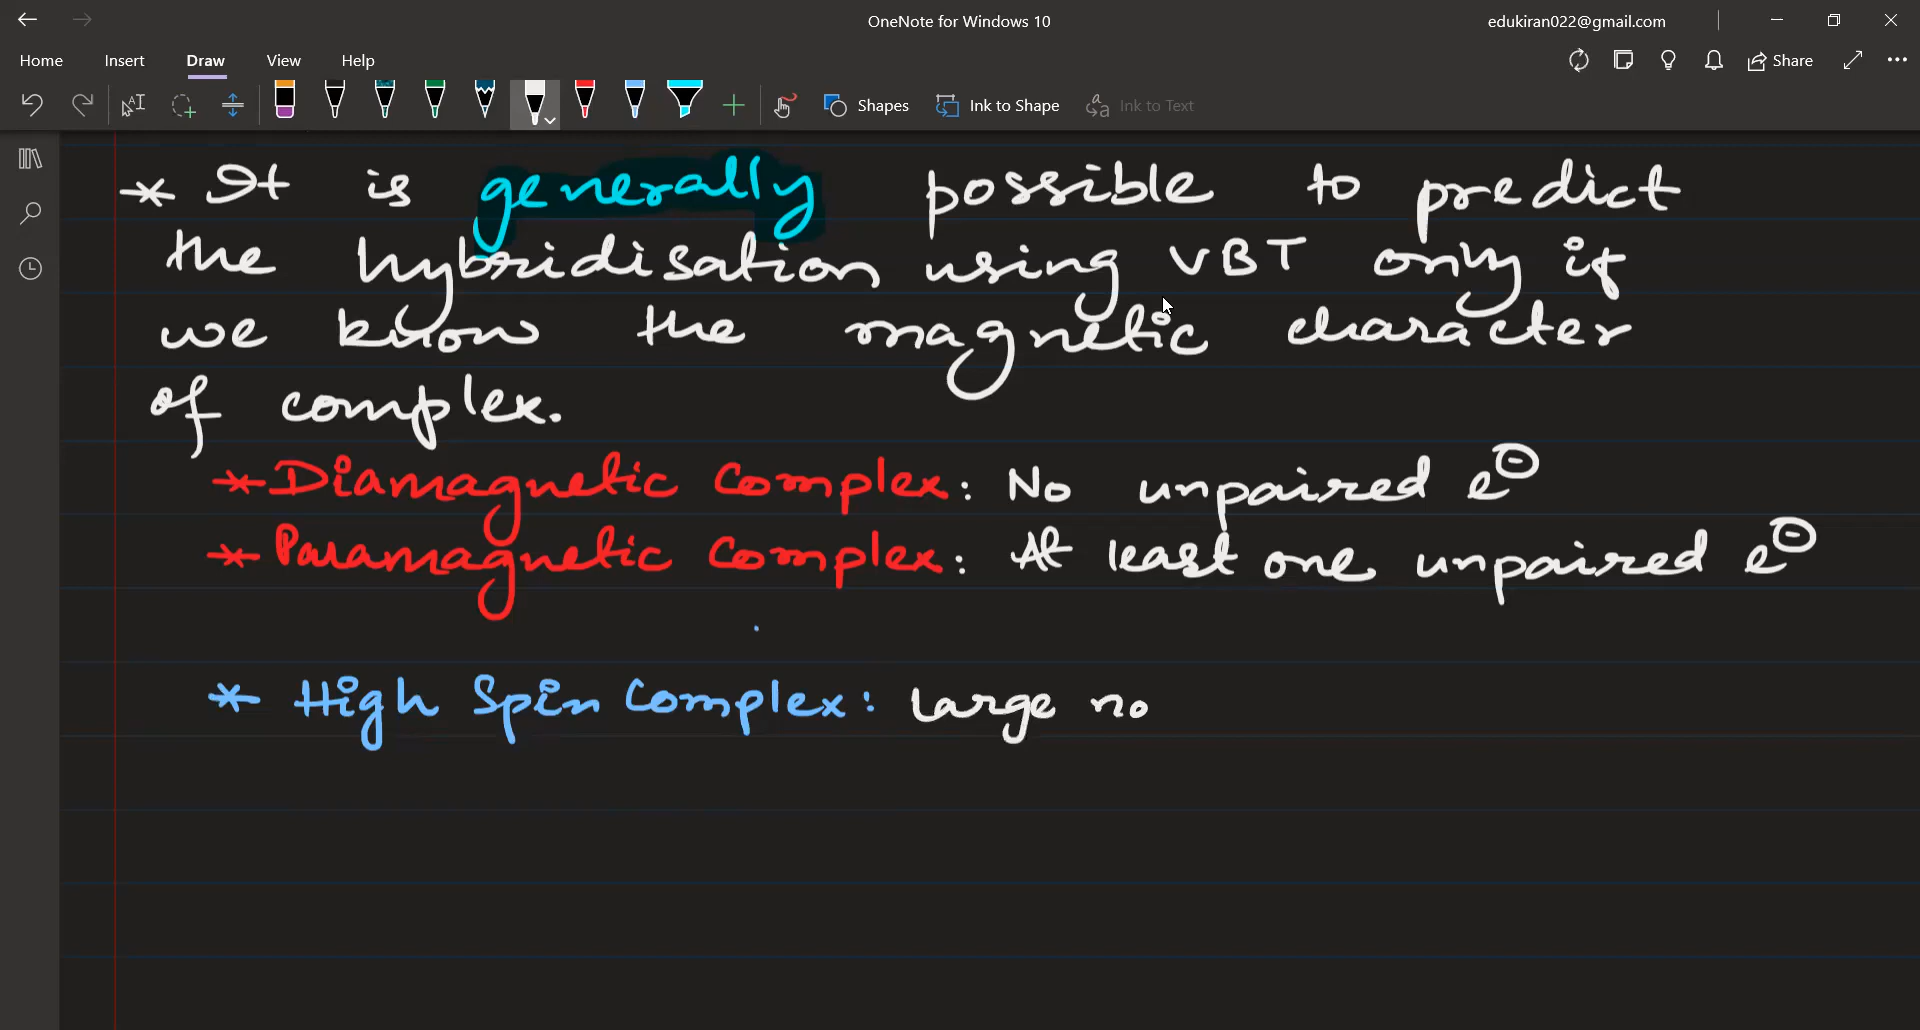 OneNote for Windows 10
edukiran022@gmail.com
Home Insert Draw View Help
Share
Shapes Ink to Shape Ink to Text
* It is generally possible to predict
the hybridisation using VBT only if
we know the magnetic character
of complex.
* Diamagnetic Complex: No unpaired e⊖
* Paramagnetic Complex: At least one unpaired e⊖
* High Spin Complex: Large no